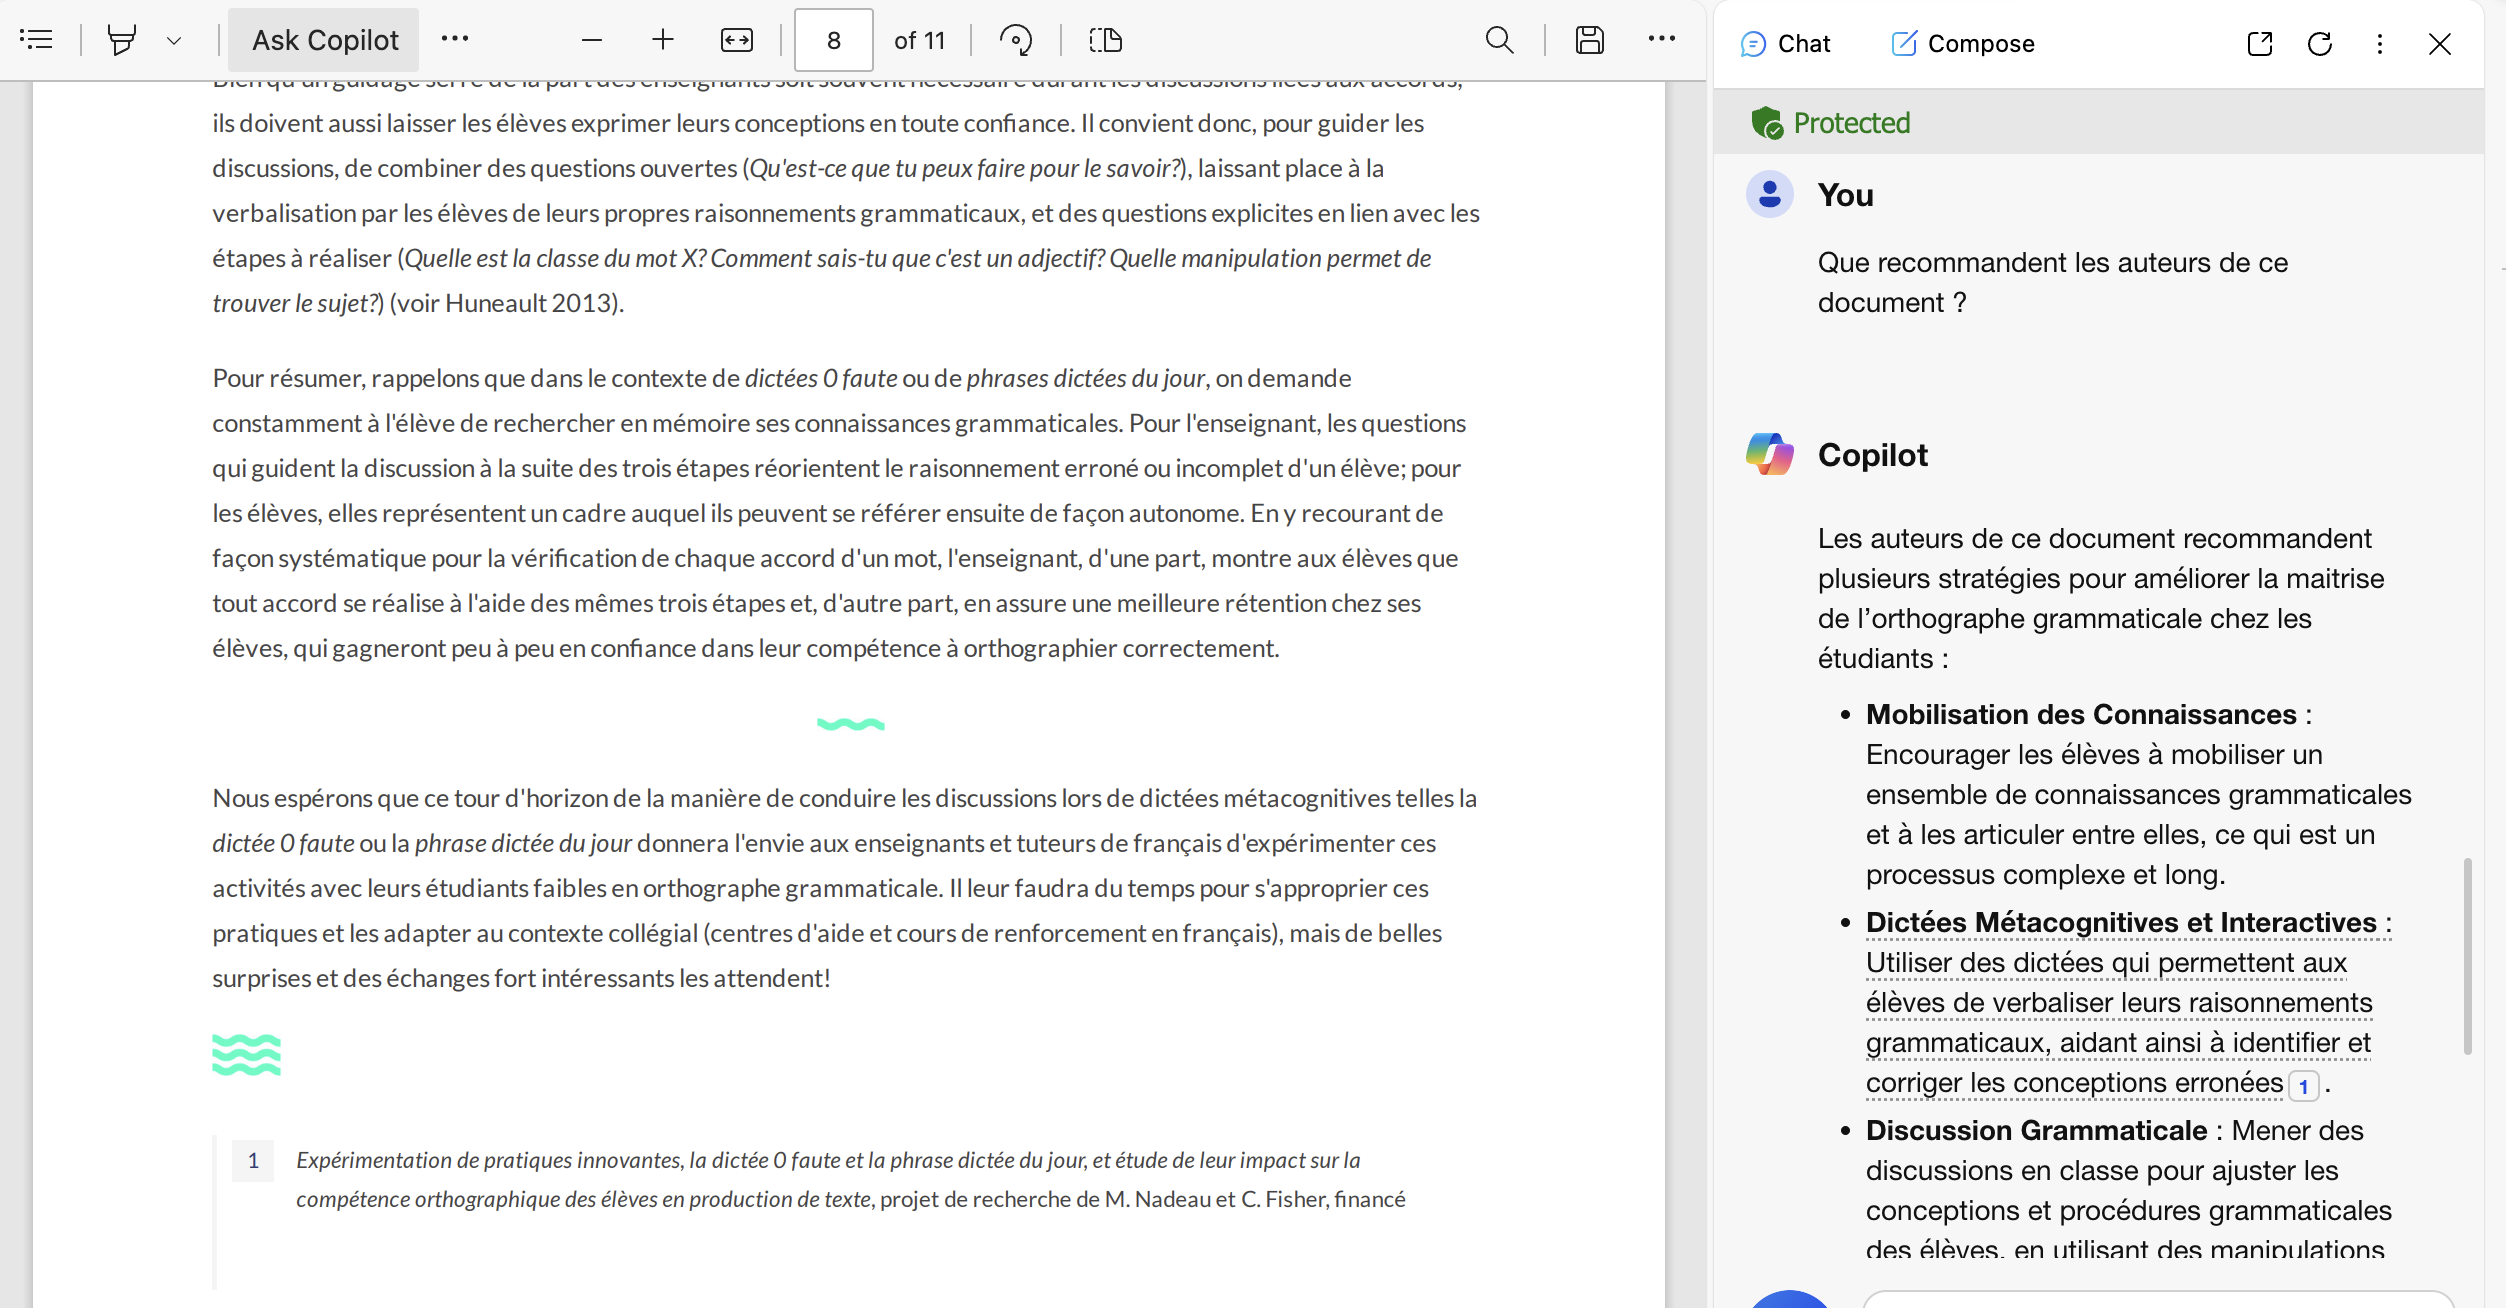 Ask Copilot
8
of 11
Bien qu'un guidage serré de la part des enseignants soit souvent nécessaire durant les discussions liées aux accords,
ils doivent aussi laisser les élèves exprimer leurs conceptions en toute confiance. Il convient donc, pour guider les
discussions, de combiner des questions ouvertes (Qu'est-ce que tu peux faire pour le savoir?), laissant place à la
verbalisation par les élèves de leurs propres raisonnements grammaticaux, et des questions explicites en lien avec les
étapes à réaliser (Quelle est la classe du mot X? Comment sais-tu que c'est un adjectif? Quelle manipulation permet de
trouver le sujet?) (voir Huneault 2013).
Pour résumer, rappelons que dans le contexte de dictées 0 faute ou de phrases dictées du jour, on demande
constamment à l'élève de rechercher en mémoire ses connaissances grammaticales. Pour l'enseignant, les questions
qui guident la discussion à la suite des trois étapes réorientent le raisonnement erroné ou incomplet d'un élève; pour
les élèves, elles représentent un cadre auquel ils peuvent se référer ensuite de façon autonome. En y recourant de
façon systématique pour la vérification de chaque accord d'un mot, l'enseignant, d'une part, montre aux élèves que
tout accord se réalise à l'aide des mêmes trois étapes et, d'autre part, en assure une meilleure rétention chez ses
élèves, qui gagneront peu à peu en confiance dans leur compétence à orthographier correctement.
Nous espérons que ce tour d'horizon de la manière de conduire les discussions lors de dictées métacognitives telles la
dictée 0 faute ou la phrase dictée du jour donnera l'envie aux enseignants et tuteurs de français d'expérimenter ces
activités avec leurs étudiants faibles en orthographe grammaticale. Il leur faudra du temps pour s'approprier ces
pratiques et les adapter au contexte collégial (centres d'aide et cours de renforcement en français), mais de belles
surprises et des échanges fort intéressants les attendent!
1
Expérimentation de pratiques innovantes, la dictée 0 faute et la phrase dictée du jour, et étude de leur impact sur la
compétence orthographique des élèves en production de texte, projet de recherche de M. Nadeau et C. Fisher, financé
Chat
Compose
Protected
You
Que recommandent les auteurs de ce
document ?
Copilot
Les auteurs de ce document recommandent
plusieurs stratégies pour améliorer la maitrise
de l’orthographe grammaticale chez les
étudiants :
• Mobilisation des Connaissances :
Encourager les élèves à mobiliser un
ensemble de connaissances grammaticales
et à les articuler entre elles, ce qui est un
processus complexe et long.
• Dictées Métacognitives et Interactives :
Utiliser des dictées qui permettent aux
élèves de verbaliser leurs raisonnements
grammaticaux, aidant ainsi à identifier et
corriger les conceptions erronées 1 .
• Discussion Grammaticale : Mener des
discussions en classe pour ajuster les
conceptions et procédures grammaticales
des élèves, en utilisant des manipulations